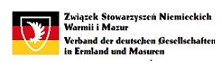 Związek Stowarzyszeń Niemieckich
Warmii i Mazur
Verband der deutschen Gesellschaften
in Ermland und Masuren